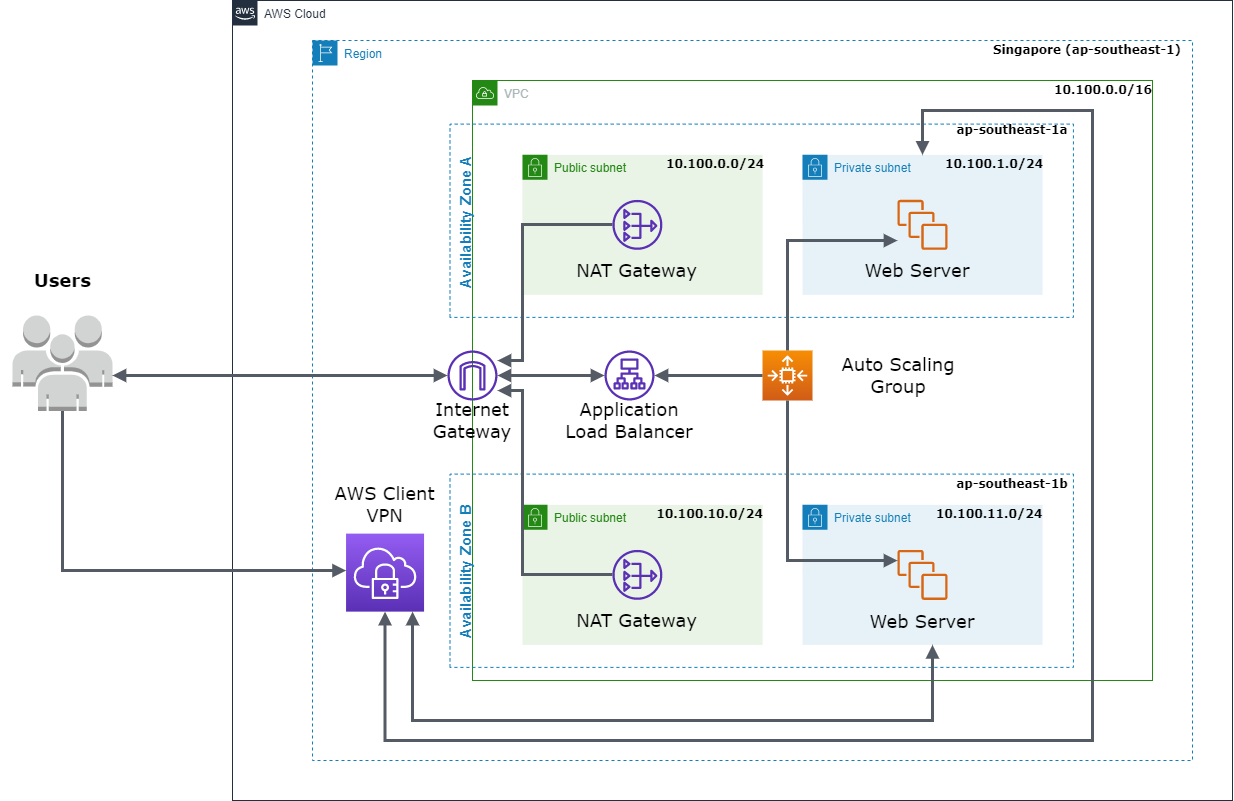 aws
AWS Cloud
Region
Singapore (ap-southeast-1)
VPC
10.100.0.0/16
ap-southeast-1a
Availability Zone A
Public subnet
10.100.0.0/24
Private subnet
10.100.1.0/24
NAT Gateway
Web Server
Users
Internet
Gateway
Application
Load Balancer
Auto Scaling
Group
ap-southeast-1b
AWS Client
VPN
Availability Zone B
Public subnet
10.100.10.0/24
Private subnet
10.100.11.0/24
NAT Gateway
Web Server